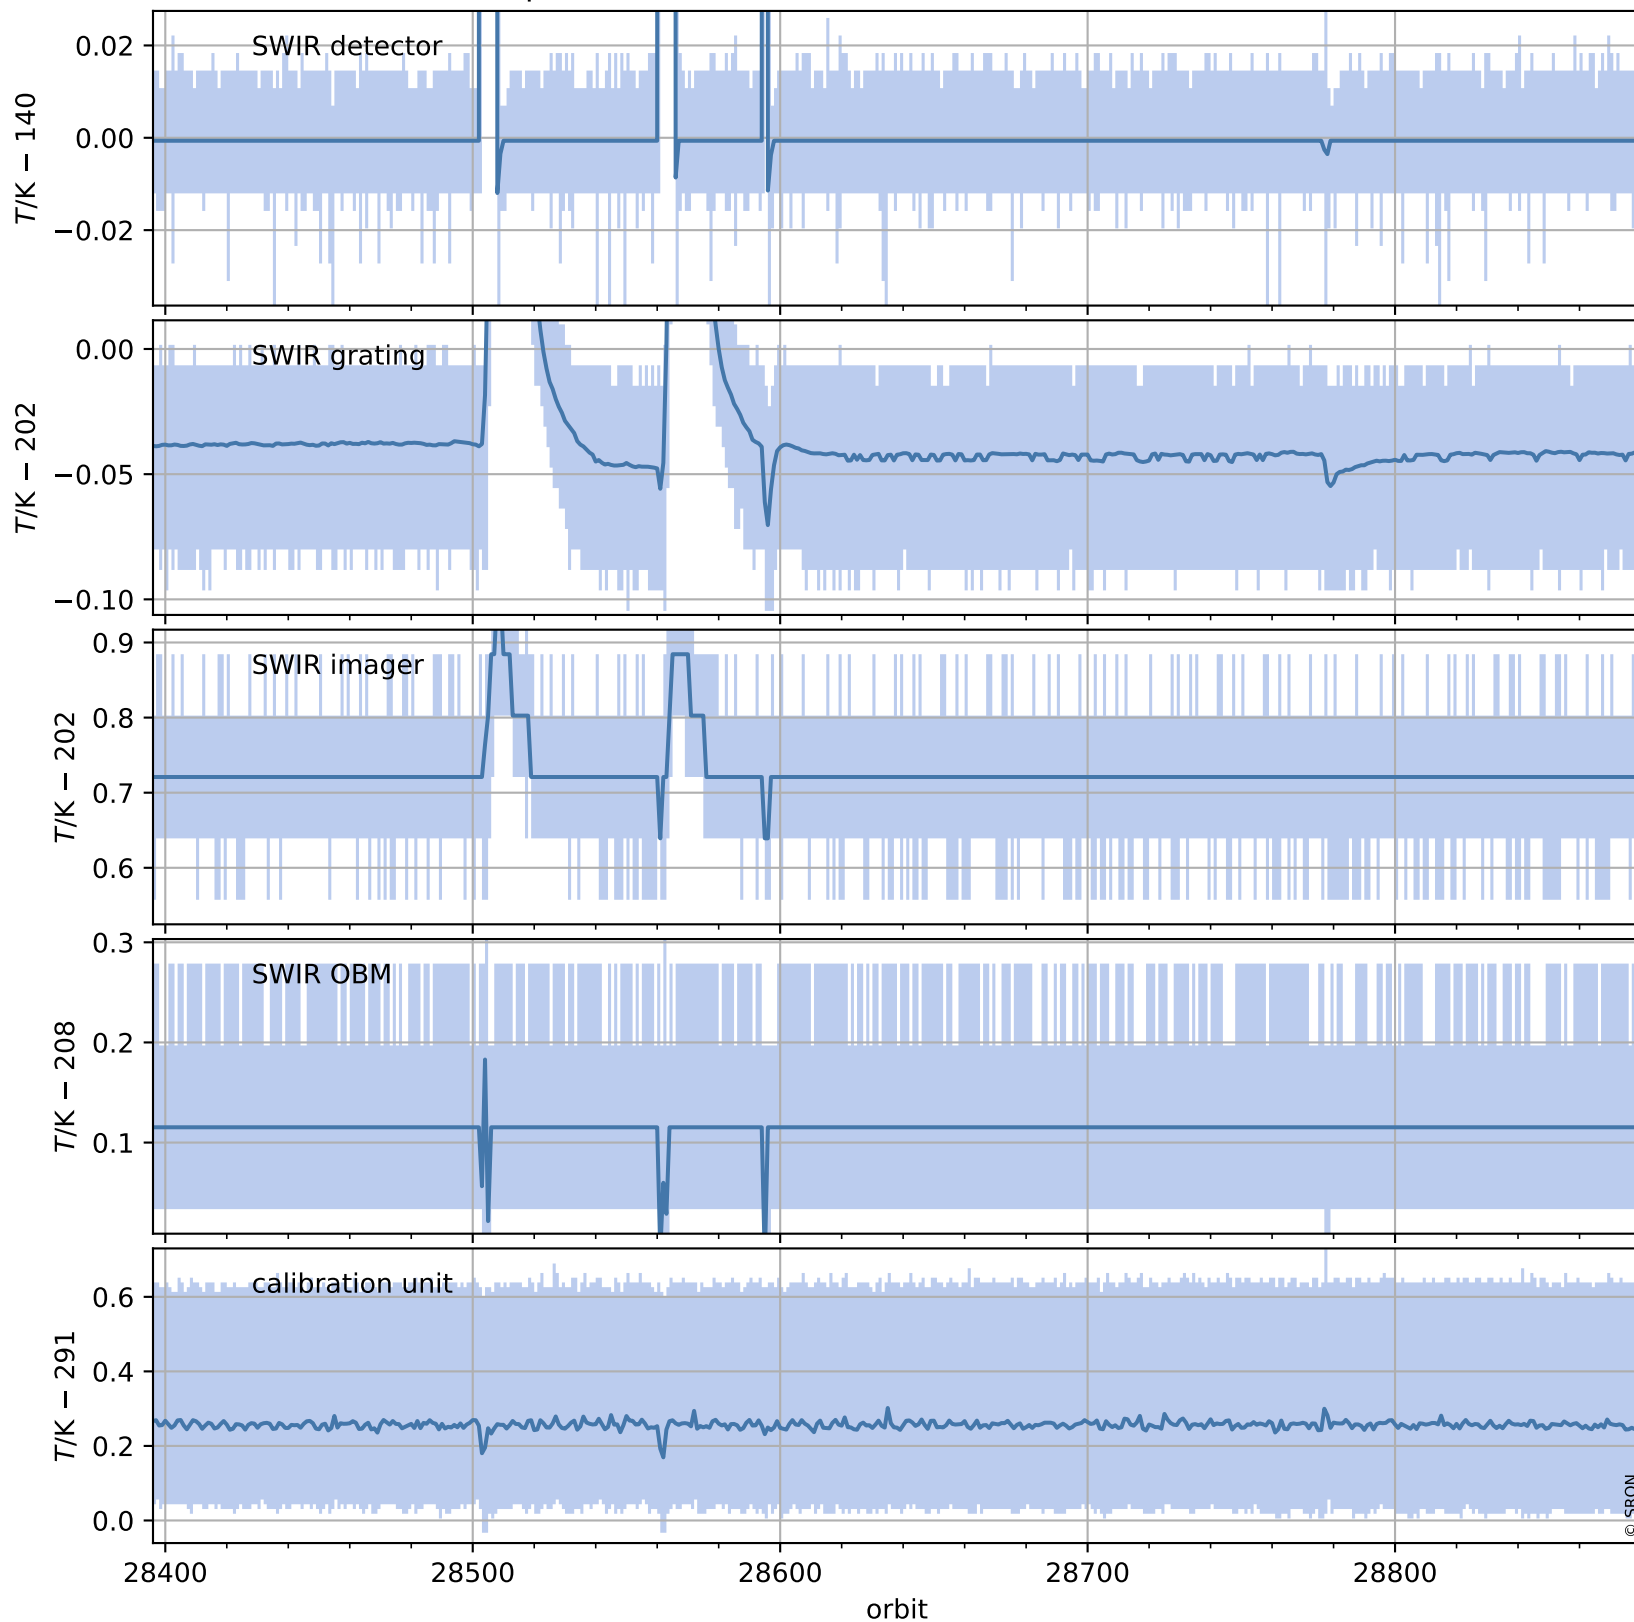 SWIR detector
T/K − 140
0.02
0.00
−0.02
SWIR grating
T/K − 202
0.00
−0.05
−0.10
SWIR imager
T/K − 202
0.9
0.8
0.7
0.6
SWIR OBM
T/K − 208
0.3
0.2
0.1
calibration unit
T/K − 291
0.6
0.4
0.2
0.0
28400 28500 28600 28700 28800
orbit
© SRON